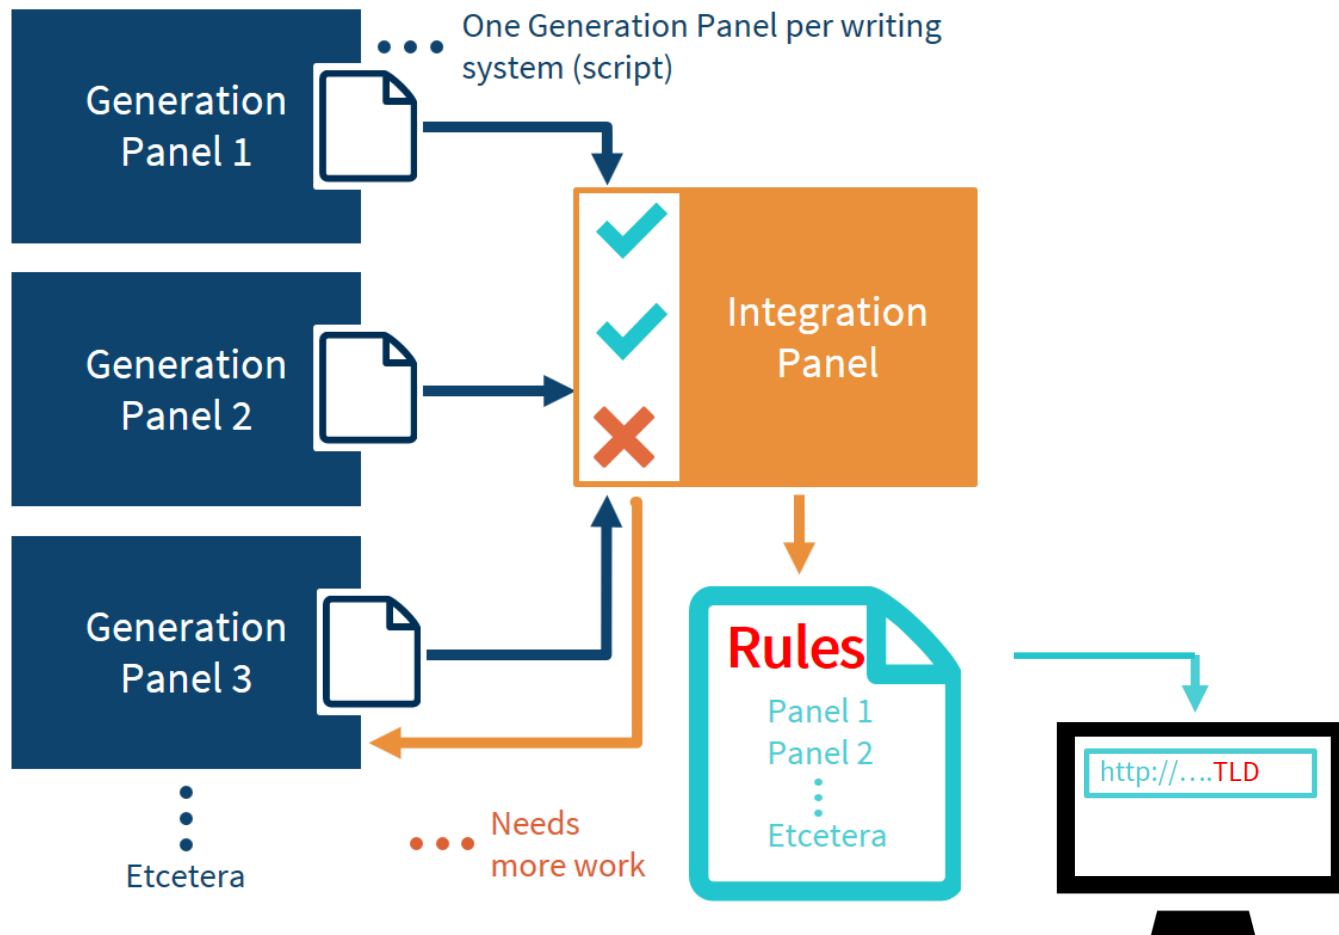 One Generation Panel per writing
system (script)
Generation
Panel 1
Generation
Panel 2
Integration
Panel
Generation
Panel 3
Rules
Panel 1
Panel 2
Etcetera
http://....TLD
Needs
more work
Etcetera